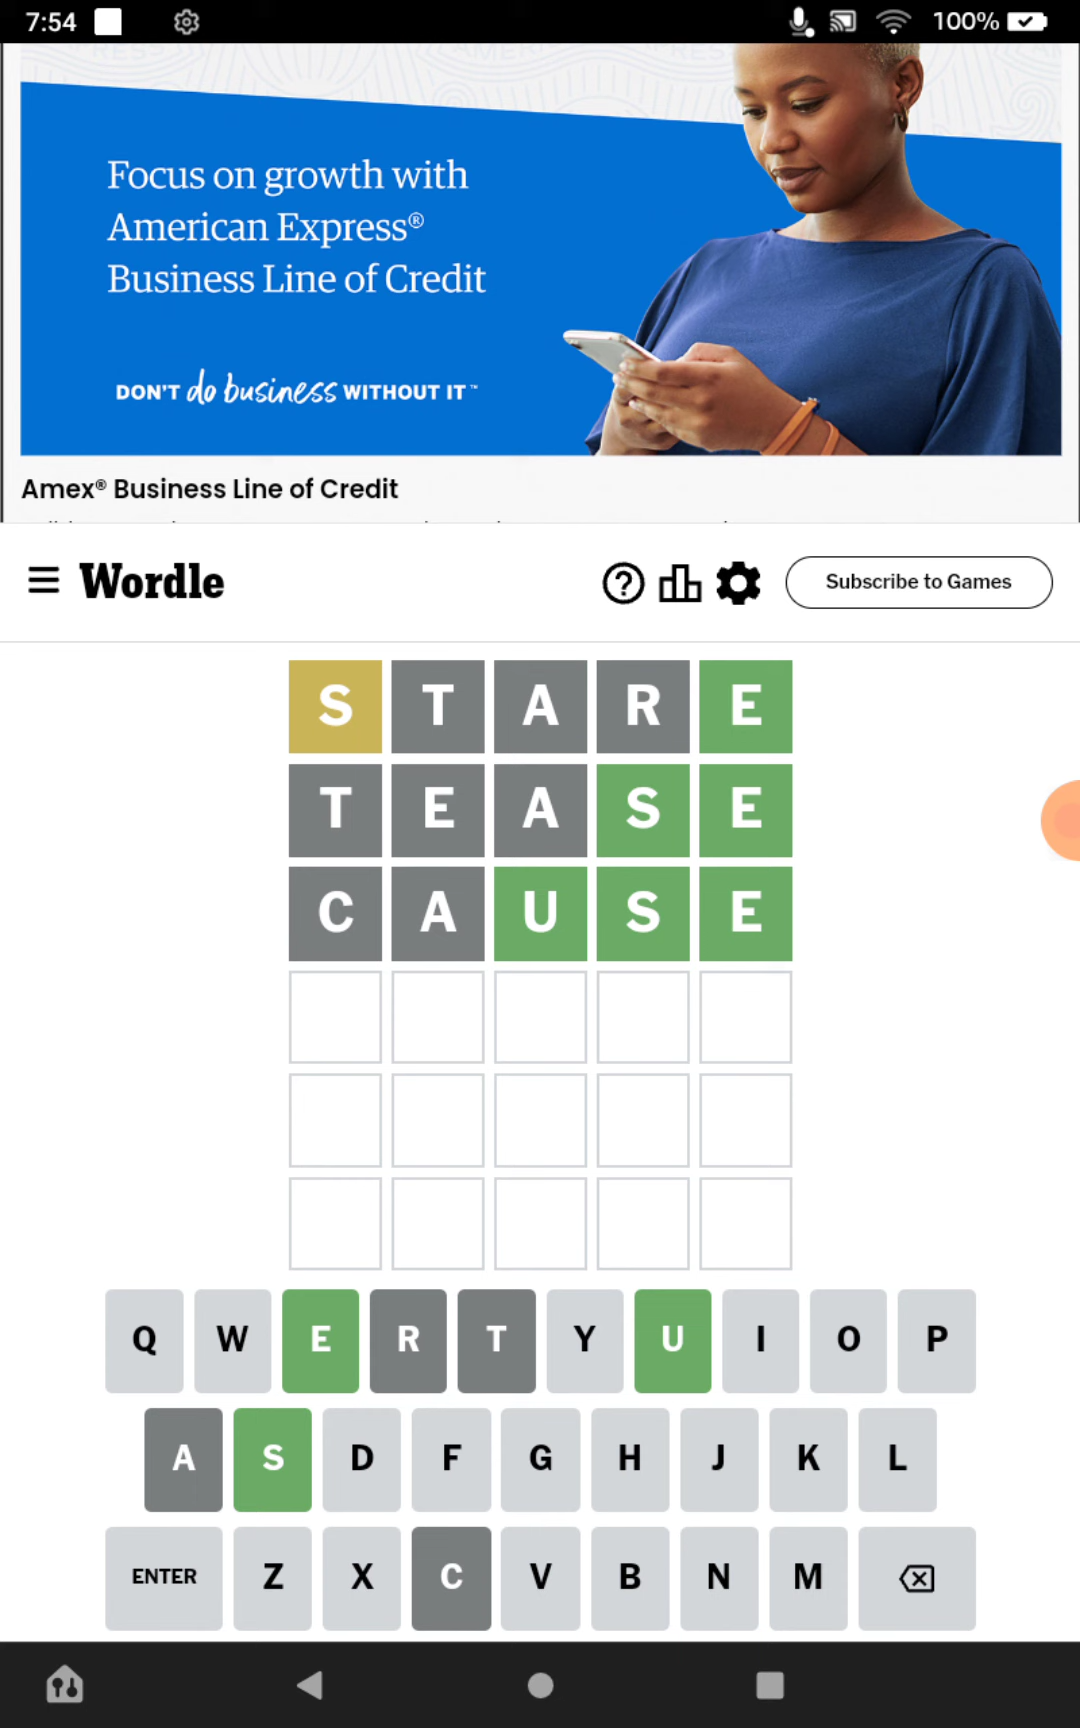 7:54
100%
Focus on growth with
American Express®
Business Line of Credit
DON'T do business WITHOUT IT™
Amex® Business Line of Credit
Wordle
Subscribe to Games
S T A R E
T E A S E
C A U S E
Q W E R T Y U I O P
A S D F G H J K L
ENTER Z X C V B N M